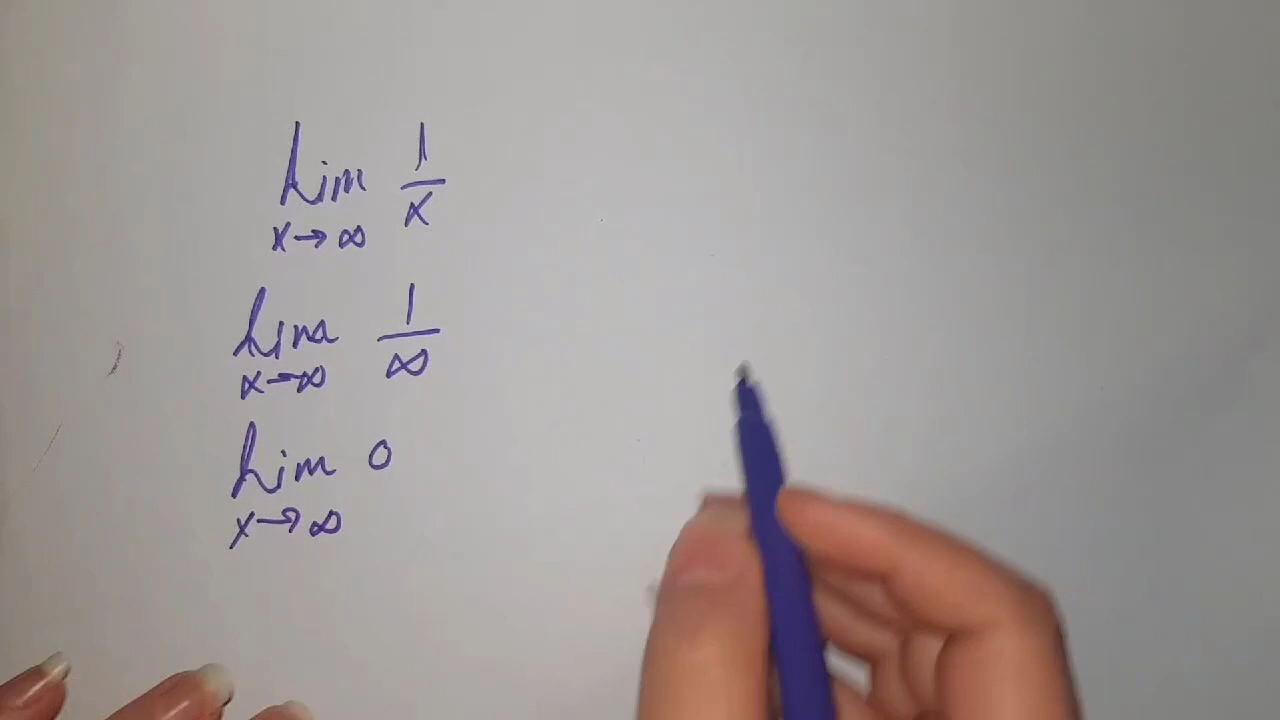 lim 1/x
x→∞
lim 1/∞
x→∞
lim 0
x→∞